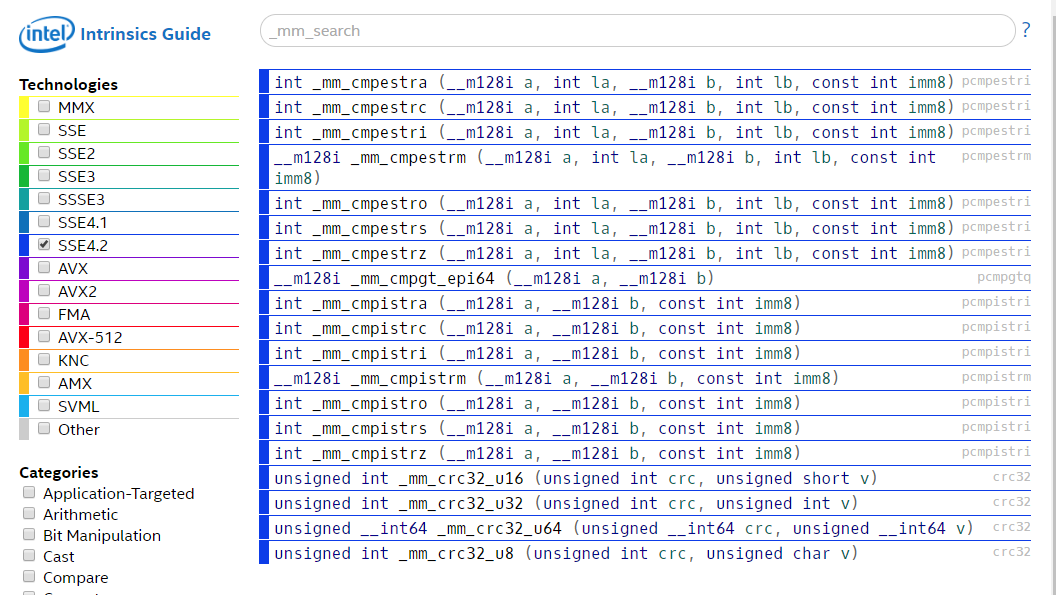 intel Intrinsics Guide
_mm_search
?
Technologies
MMX
SSE
SSE2
SSE3
SSSE3
SSE4.1
SSE4.2
AVX
AVX2
FMA
AVX-512
KNC
AMX
SVML
Other
Categories
Application-Targeted
Arithmetic
Bit Manipulation
Cast
Compare
int _mm_cmpestra (__m128i a, int la, __m128i b, int lb, const int imm8) pcmpestri
int _mm_cmpestrc (__m128i a, int la, __m128i b, int lb, const int imm8) pcmpestri
int _mm_cmpestri (__m128i a, int la, __m128i b, int lb, const int imm8) pcmpestri
__m128i _mm_cmpestrm (__m128i a, int la, __m128i b, int lb, const int pcmpestrm
imm8)
int _mm_cmpestro (__m128i a, int la, __m128i b, int lb, const int imm8) pcmpestri
int _mm_cmpestrs (__m128i a, int la, __m128i b, int lb, const int imm8) pcmpestri
int _mm_cmpestrz (__m128i a, int la, __m128i b, int lb, const int imm8) pcmpestri
__m128i _mm_cmpgt_epi64 (__m128i a, __m128i b) pcmpgtq
int _mm_cmpistra (__m128i a, __m128i b, const int imm8) pcmpistri
int _mm_cmpistrc (__m128i a, __m128i b, const int imm8) pcmpistri
int _mm_cmpistri (__m128i a, __m128i b, const int imm8) pcmpistri
__m128i _mm_cmpistrm (__m128i a, __m128i b, const int imm8) pcmpistrm
int _mm_cmpistro (__m128i a, __m128i b, const int imm8) pcmpistri
int _mm_cmpistrs (__m128i a, __m128i b, const int imm8) pcmpistri
int _mm_cmpistrz (__m128i a, __m128i b, const int imm8) pcmpistri
unsigned int _mm_crc32_u16 (unsigned int crc, unsigned short v) crc32
unsigned int _mm_crc32_u32 (unsigned int crc, unsigned int v) crc32
unsigned __int64 _mm_crc32_u64 (unsigned __int64 crc, unsigned __int64 v) crc32
unsigned int _mm_crc32_u8 (unsigned int crc, unsigned char v) crc32